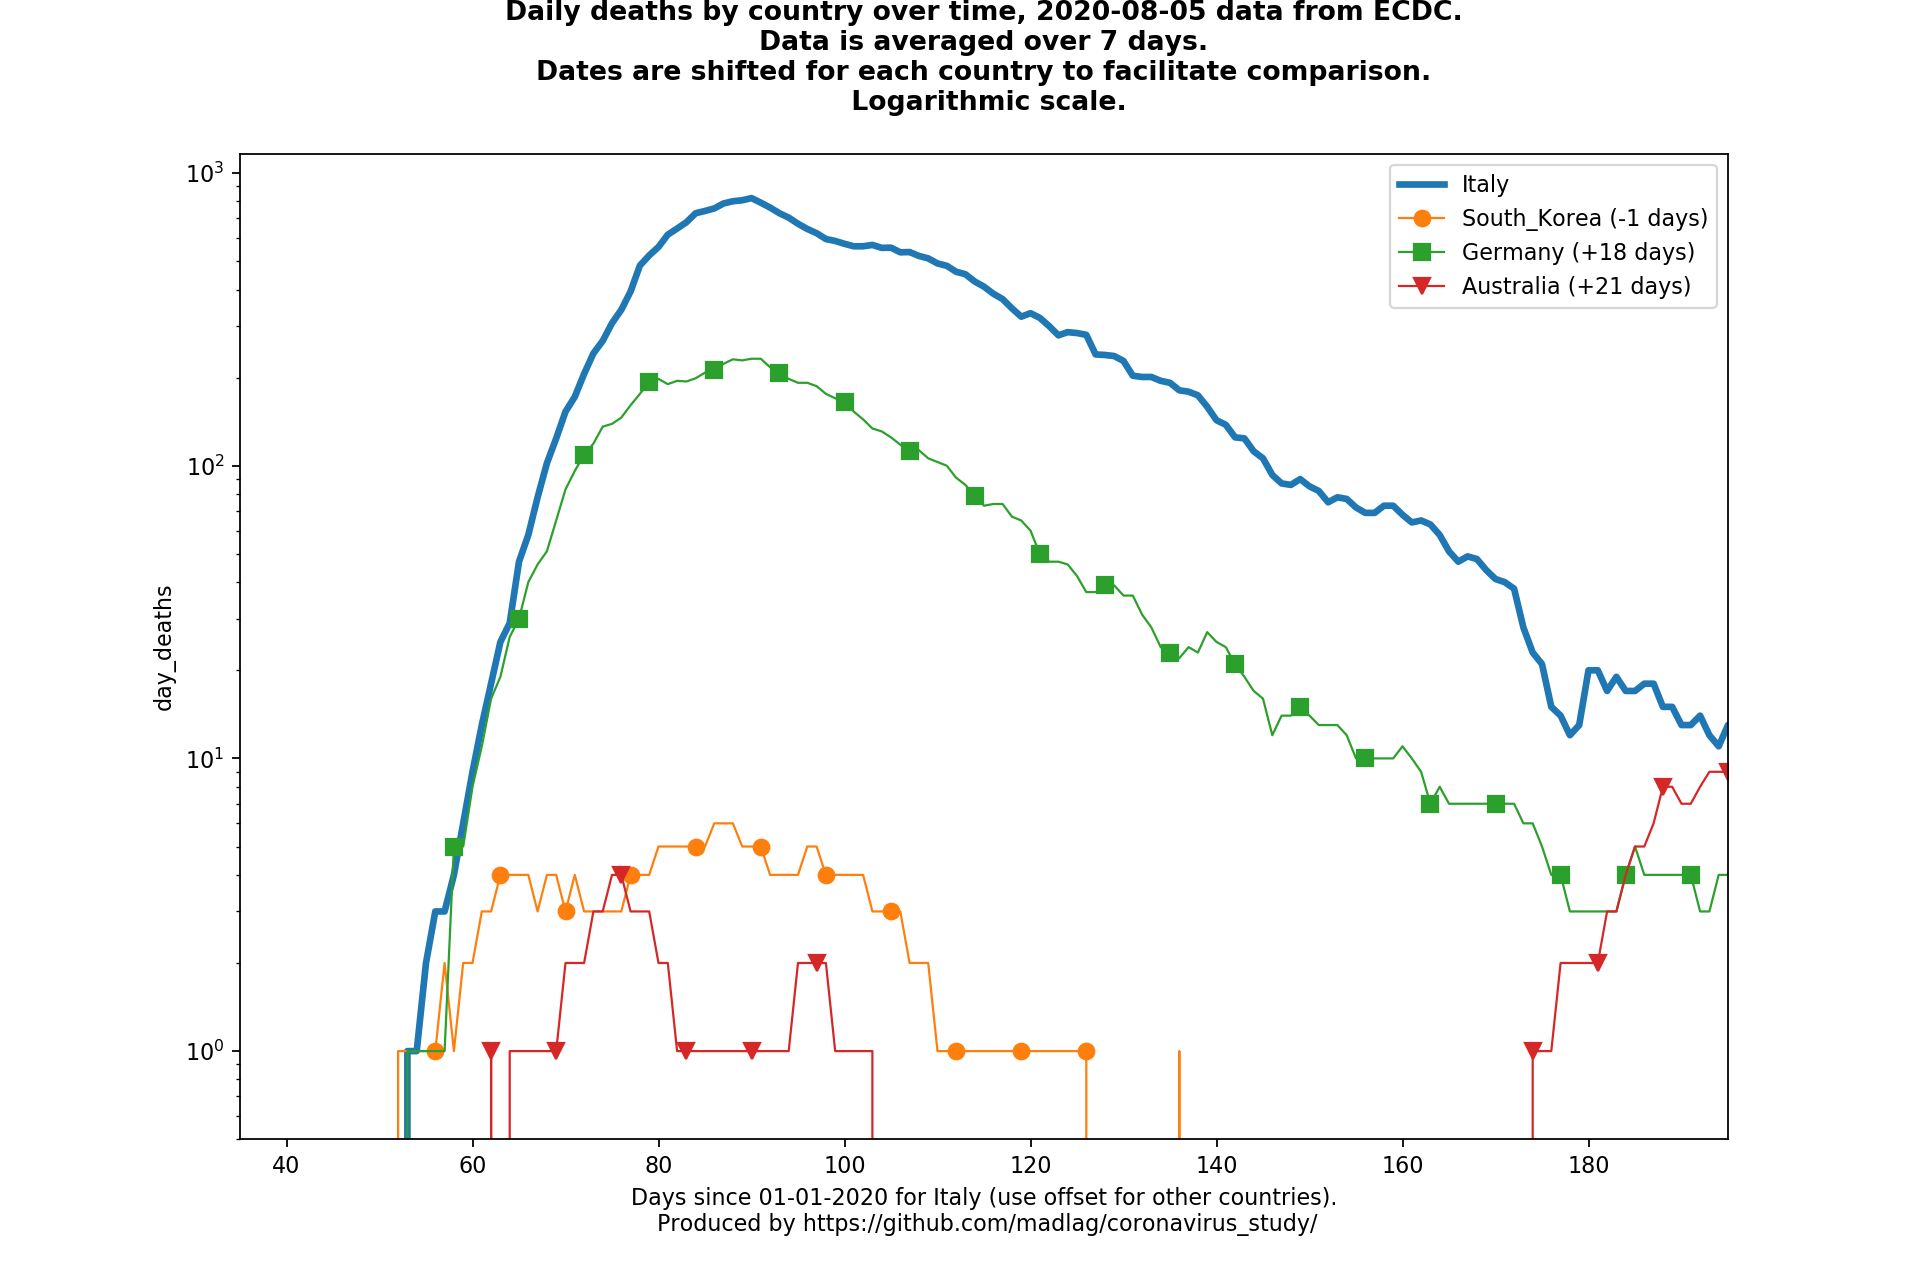 Daily deaths by country over time, 2020-08-05 data from ECDC.
Data is averaged over 7 days.
Dates are shifted for each country to facilitate comparison.
Logarithmic scale.
10³
10²
10¹
10⁰
day_deaths
Italy
South_Korea (-1 days)
Germany (+18 days)
Australia (+21 days)
40 60 80 100 120 140 160 180
Days since 01-01-2020 for Italy (use offset for other countries).
Produced by https://github.com/madlag/coronavirus_study/